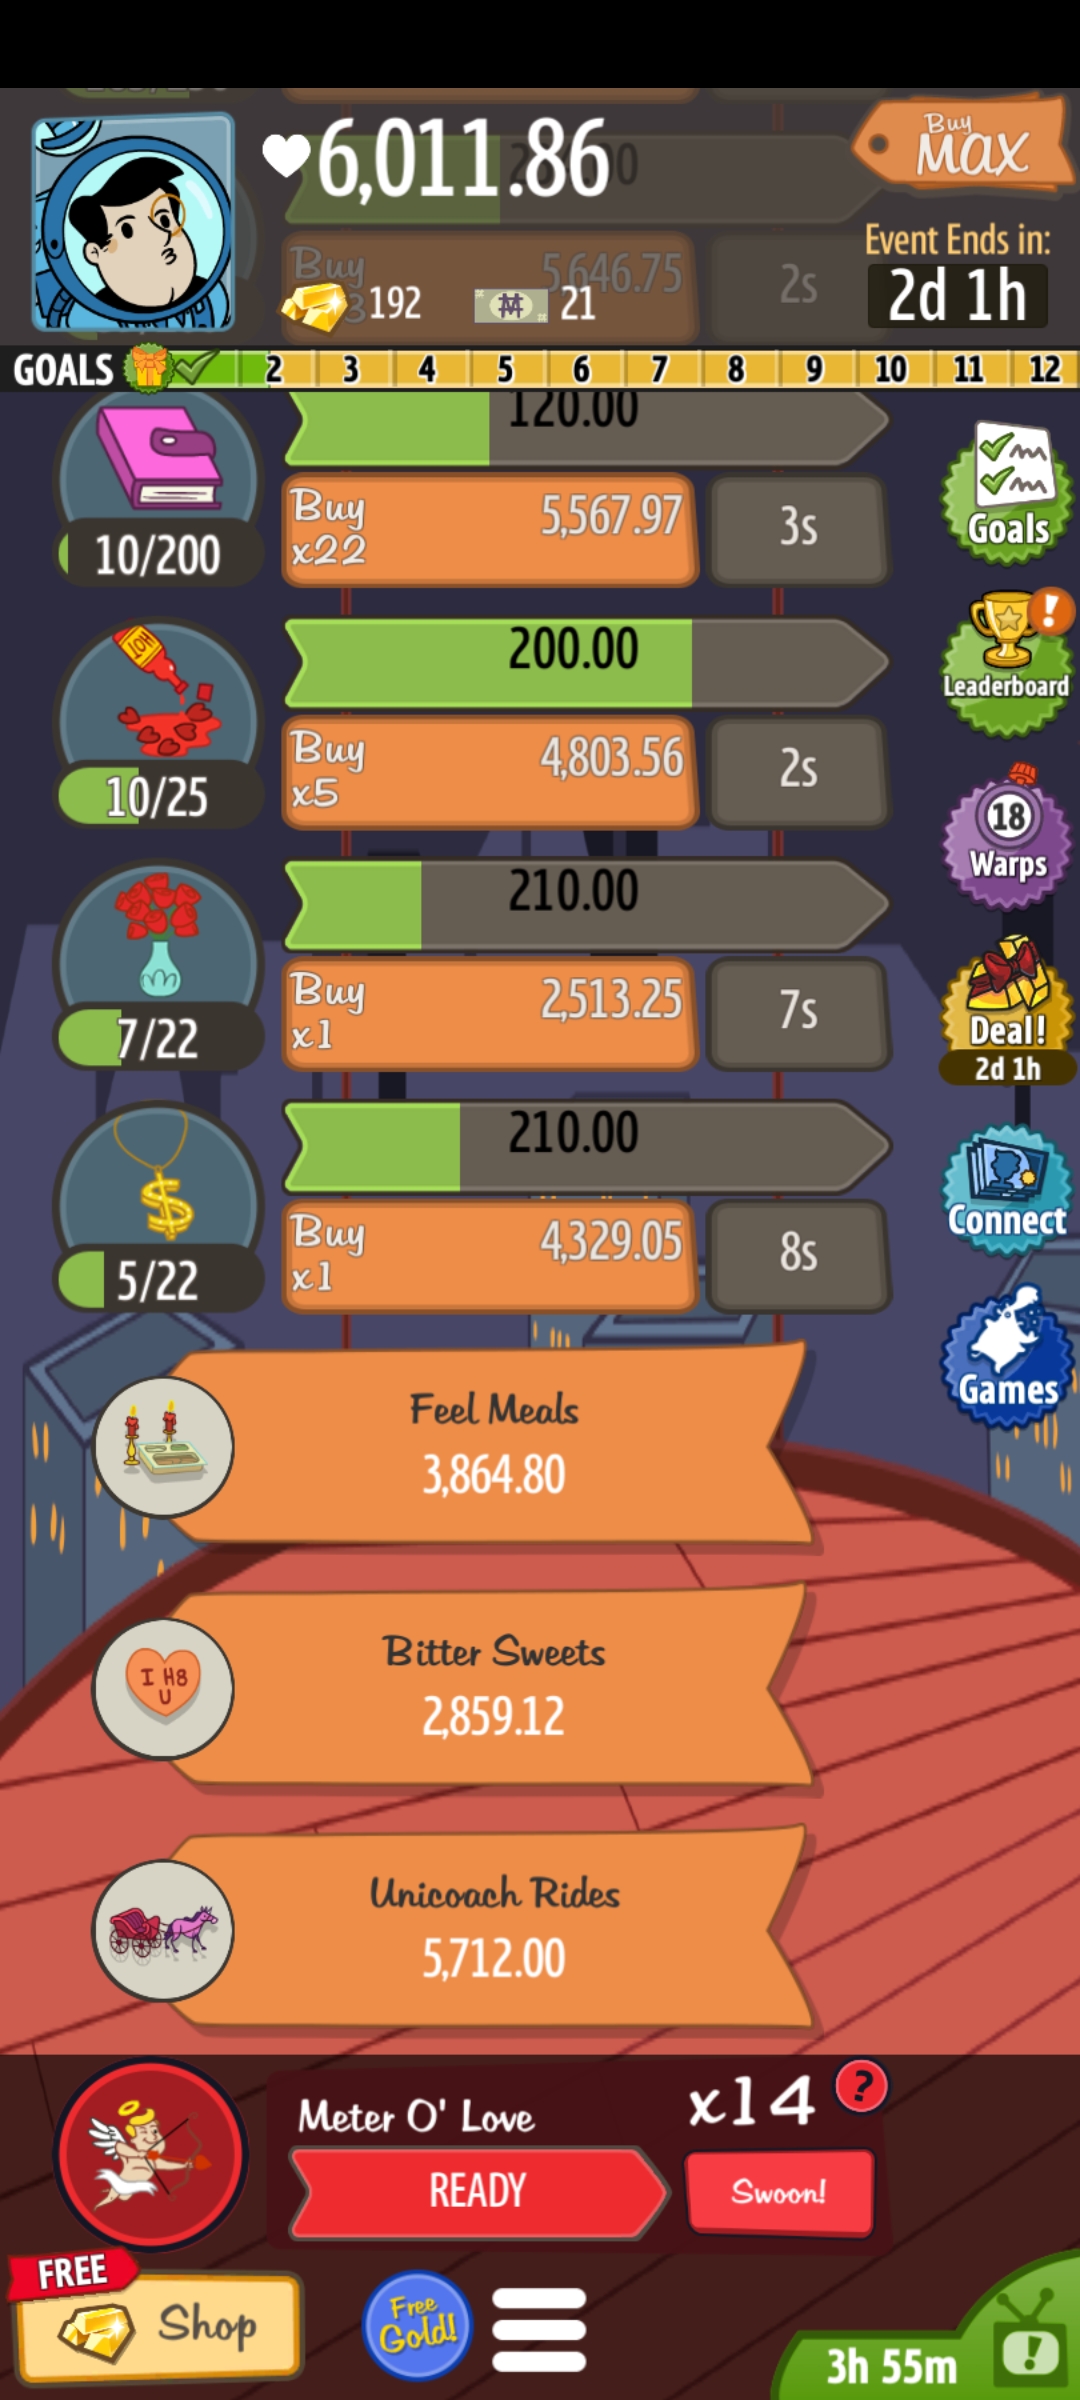 6,011.86
Buy
MAX
Event Ends in:
2d 1h
Buy
5,646.75
2s
192
21
GOALS 2 3 4 5 6 7 8 9 10 11 12
120.00
Buy
x22
5,567.97
3s
10/200
Goals
200.00
Buy
x5
4,803.56
2s
10/25
Leaderboard
HOT
210.00
Buy
x1
2,513.25
7s
7/22
18
Warps
Deal!
2d 1h
210.00
Buy
x1
4,329.05
8s
5/22
Connect
Games
Feel Meals
3,864.80
Bitter Sweets
2,859.12
I H8
U
Unicoach Rides
5,712.00
Meter O' Love
x14
?
READY
Swoon!
FREE
Shop
Free
Gold!
3h 55m